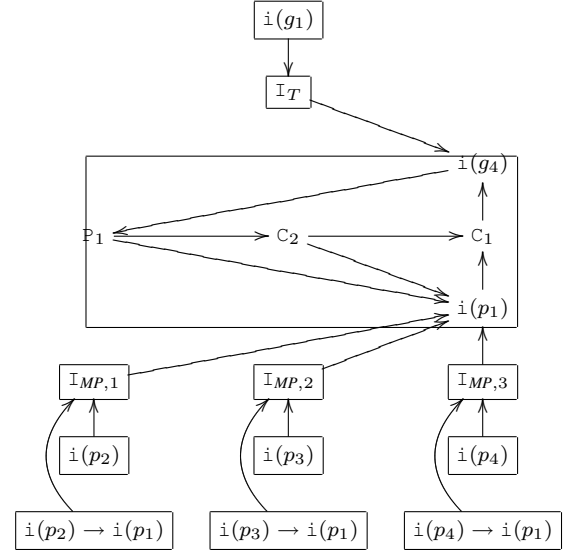 i(g₁)
I_T
i(g₄)
P₁ C₂ C₁
i(p₁)
I_MP,1 I_MP,2 I_MP,3
i(p₂) i(p₃) i(p₄)
i(p₂) → i(p₁) i(p₃) → i(p₁) i(p₄) → i(p₁)